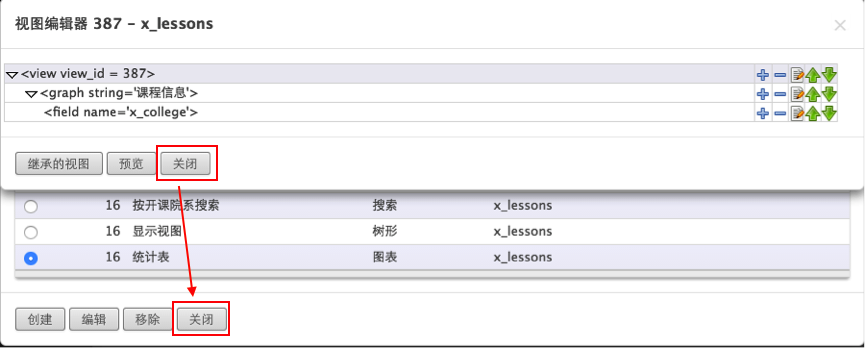 视图编辑器 387 - x_lessons
<view view_id = 387>
<graph string='课程信息'>
<field name='x_college'>
继承的视图 预览 关闭
16 按开课院系搜索 搜索 x_lessons
16 显示视图 树形 x_lessons
16 统计表 图表 x_lessons
创建 编辑 移除 关闭